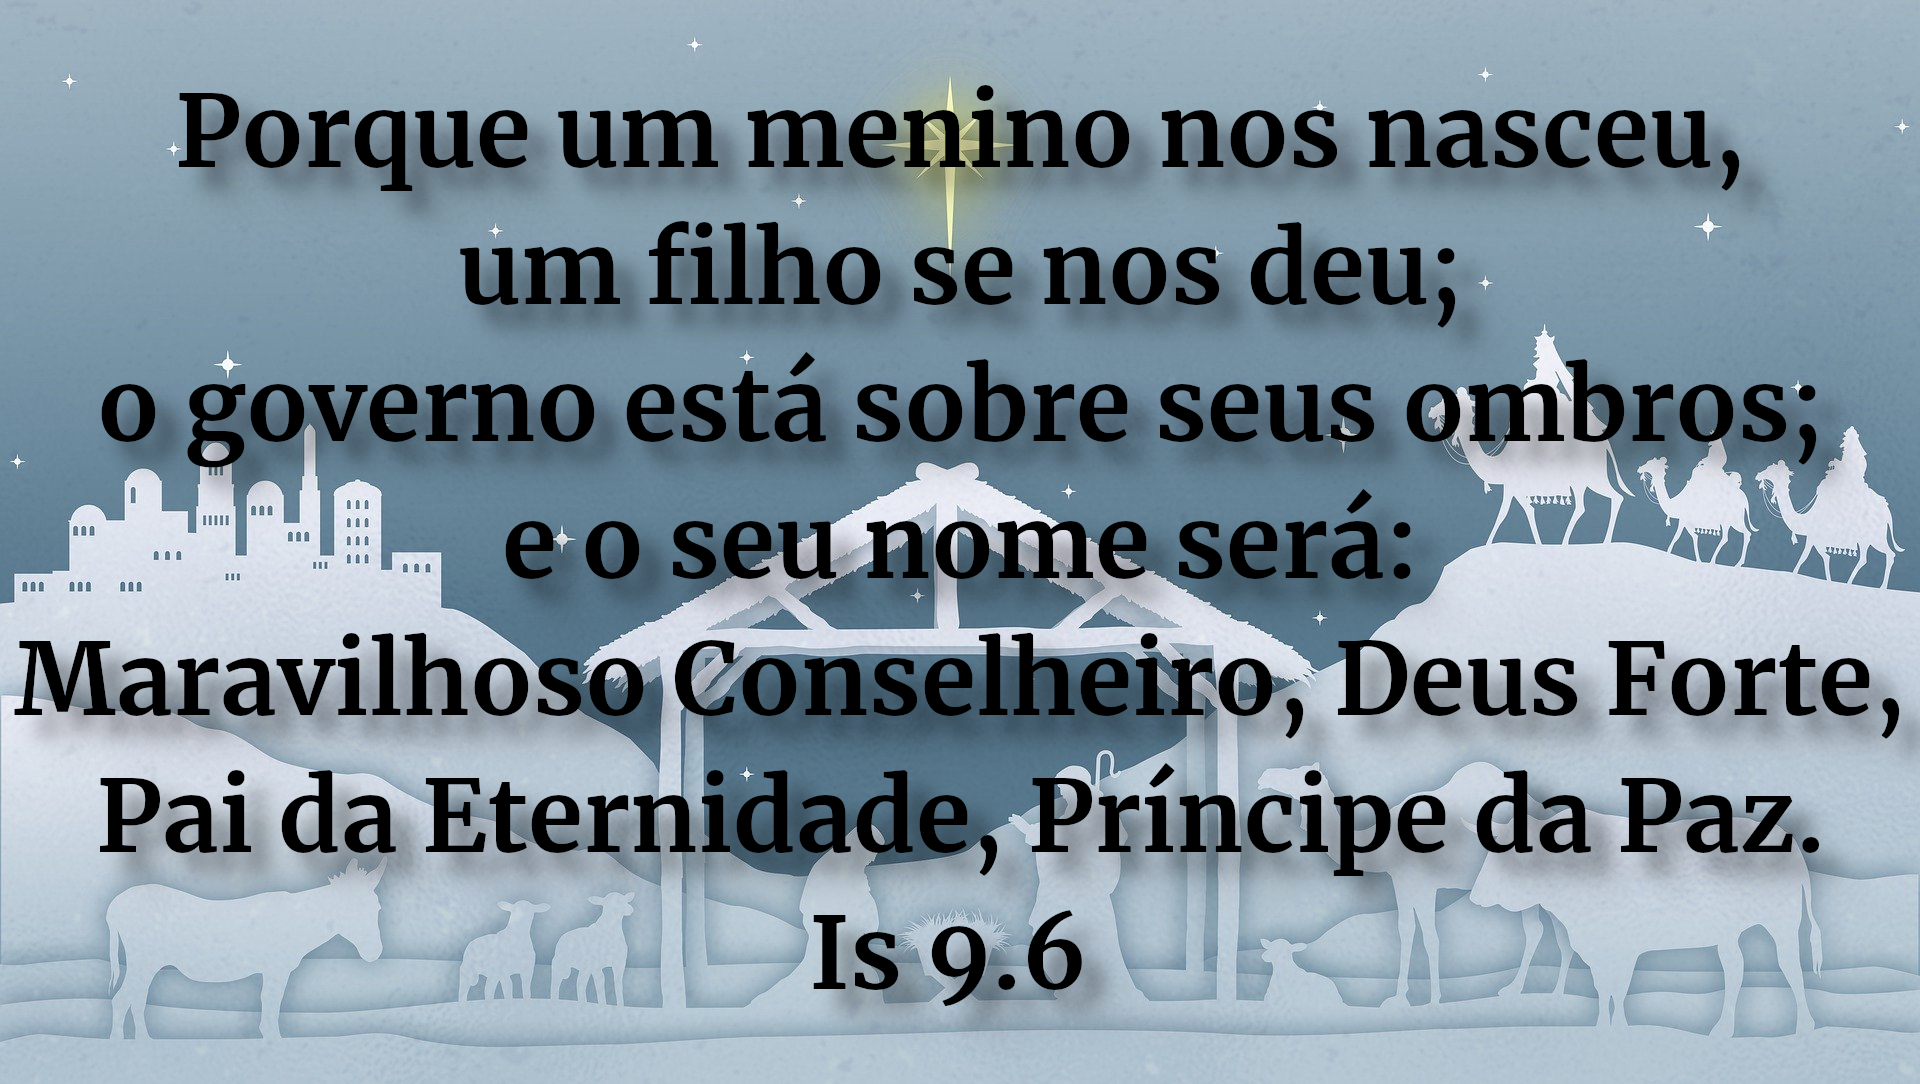 Porque um menino nos nasceu,
um filho se nos deu;
o governo está sobre seus ombros;
e o seu nome será:
Maravilhoso Conselheiro, Deus Forte,
Pai da Eternidade, Príncipe da Paz.
Is 9.6